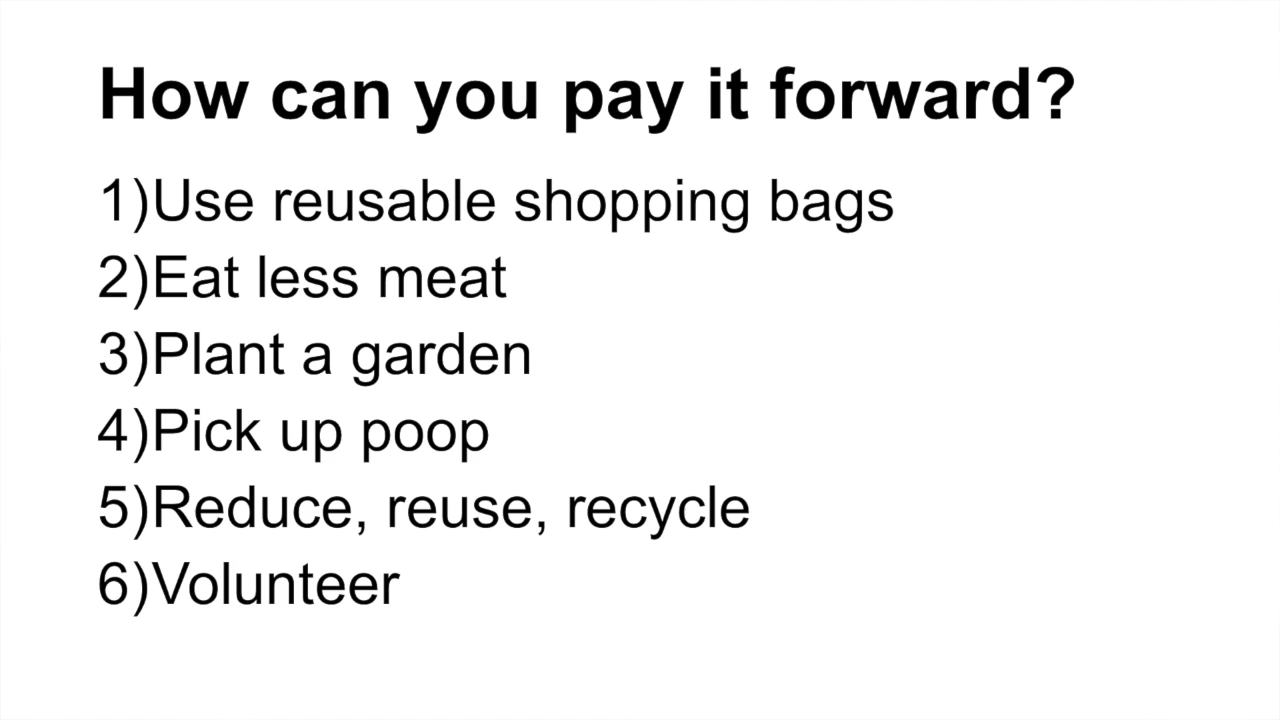 How can you pay it forward?
1)Use reusable shopping bags
2)Eat less meat
3)Plant a garden
4)Pick up poop
5)Reduce, reuse, recycle
6)Volunteer